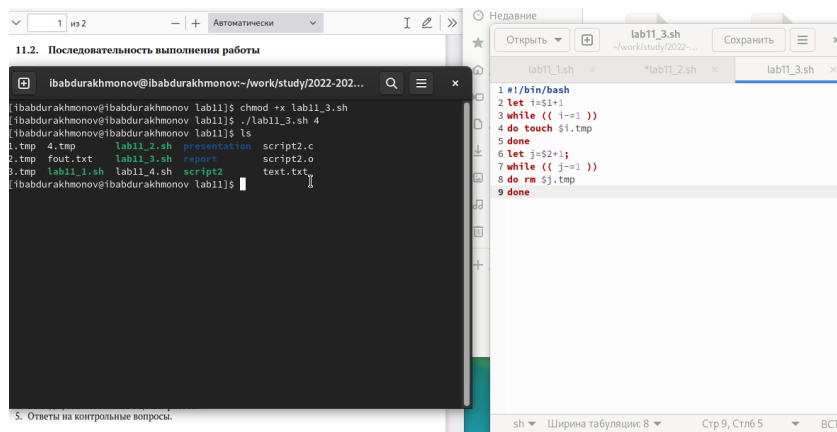 1 из 2 — + Автоматически
11.2. Последовательность выполнения работы
ibabdurakhmonov@ibabdurakhmonov:~/work/study/2022-202...
[ibabdurakhmonov@ibabdurakhmonov lab11]$ chmod +x lab11_3.sh
[ibabdurakhmonov@ibabdurakhmonov lab11]$ ./lab11_3.sh 4
[ibabdurakhmonov@ibabdurakhmonov lab11]$ ls
1.tmp 4.tmp lab11_2.sh presentation script2.c
2.tmp fout.txt lab11_3.sh report script2.o
3.tmp lab11_1.sh lab11_4.sh script2 text.txt
[ibabdurakhmonov@ibabdurakhmonov lab11]$
5. Ответы на контрольные вопросы.
Недавние
Открыть
lab11_3.sh
~/work/study/2022-...
Сохранить
lab11_1.sh × *lab11_2.sh × lab11_3.sh ×
1 #!/bin/bash
2 let i=$1+1
3 while (( i-=1 ))
4 do touch $i.tmp
5 done
6 let j=$2+1;
7 while (( j-=1 ))
8 do rm $j.tmp
9 done
sh Ширина табуляции: 8 Стр 9, Стлб 5 ВСТ